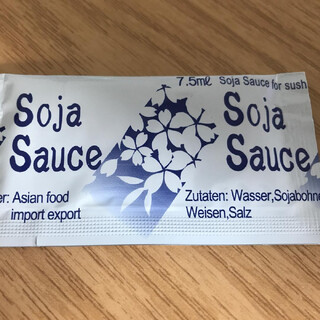 7.5ml Soja Sauce for sush
Soja
Sauce
Soja
Sauce
er: Asian food
import export
Zutaten: Wasser,Sojabohne
Weisen,Salz